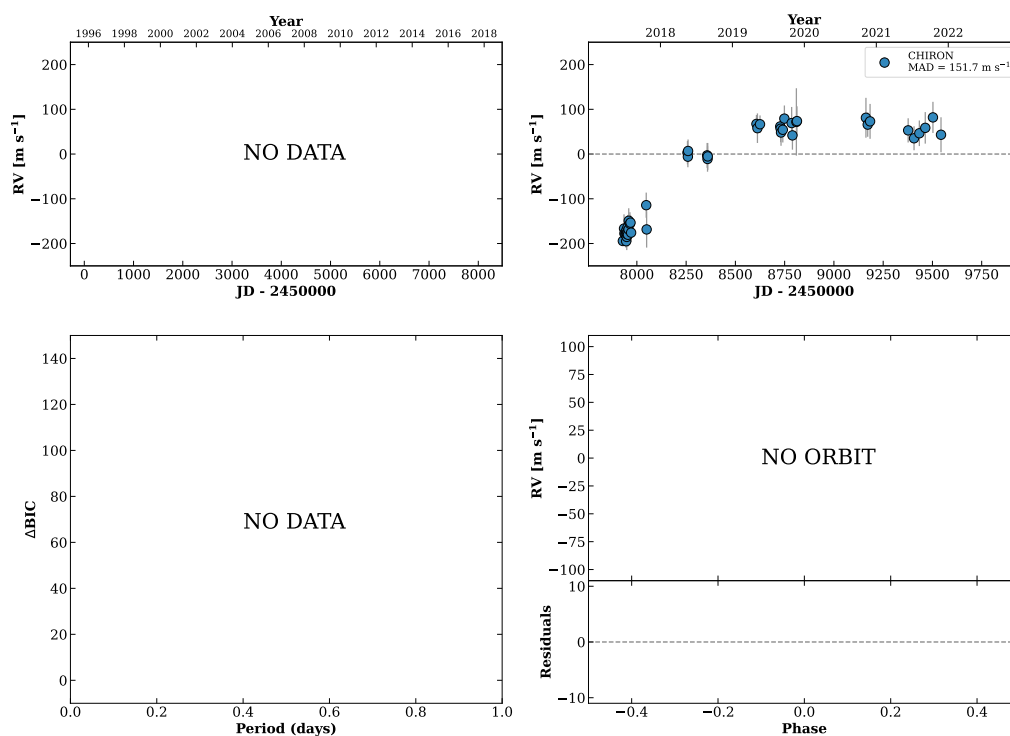 Year
1996 1998 2000 2002 2004 2006 2008 2010 2012 2014 2016 2018
200
100
0
−100
−200
RV [m s⁻¹]
NO DATA
0 1000 2000 3000 4000 5000 6000 7000 8000
JD - 2450000
Year
2018 2019 2020 2021 2022
CHIRON
MAD = 151.7 m s⁻¹
200
100
0
−100
−200
RV [m s⁻¹]
8000 8250 8500 8750 9000 9250 9500 9750
JD - 2450000
140
120
100
80
60
40
20
0
ΔBIC
NO DATA
0.0 0.2 0.4 0.6 0.8 1.0
Period (days)
100
75
50
25
0
−25
−50
−75
−100
RV [m s⁻¹]
NO ORBIT
10
0
−10
Residuals
−0.4 −0.2 0.0 0.2 0.4
Phase